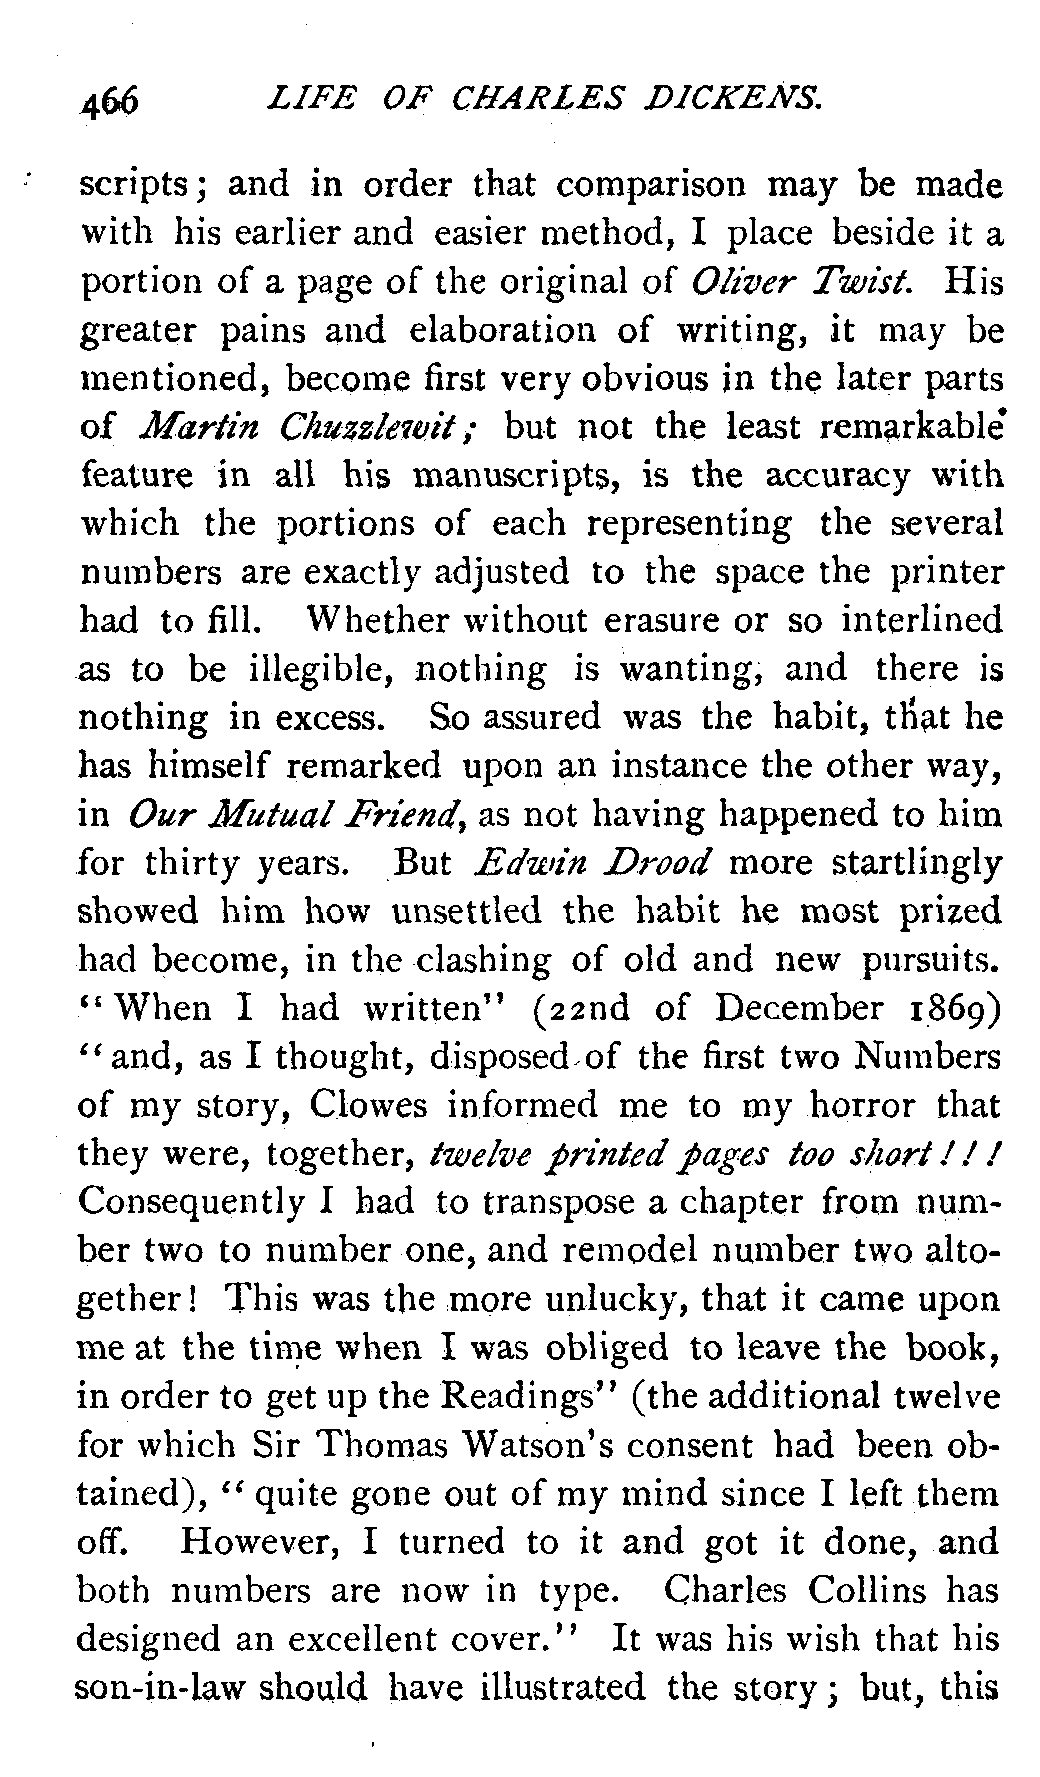 466 LIFE OF CHARLES DICKENS.
scripts; and in order that comparison may be made
with his earlier and easier method, I place beside it a
portion of a page of the original of Oliver Twist. His
greater pains and elaboration of writing, it may be
mentioned, become first very obvious in the later parts
of Martin Chuzzlewit; but not the least remarkable
feature in all his manuscripts, is the accuracy with
which the portions of each representing the several
numbers are exactly adjusted to the space the printer
had to fill. Whether without erasure or so interlined
as to be illegible, nothing is wanting, and there is
nothing in excess. So assured was the habit, that he
has himself remarked upon an instance the other way,
in Our Mutual Friend, as not having happened to him
for thirty years. But Edwin Drood more startlingly
showed him how unsettled the habit he most prized
had become, in the clashing of old and new pursuits.
"When I had written" (22nd of December 1869)
"and, as I thought, disposed of the first two Numbers
of my story, Clowes informed me to my horror that
they were, together, twelve printed pages too short!!!
Consequently I had to transpose a chapter from num-
ber two to number one, and remodel number two alto-
gether! This was the more unlucky, that it came upon
me at the time when I was obliged to leave the book,
in order to get up the Readings" (the additional twelve
for which Sir Thomas Watson's consent had been ob-
tained), "quite gone out of my mind since I left them
off. However, I turned to it and got it done, and
both numbers are now in type. Charles Collins has
designed an excellent cover." It was his wish that his
son-in-law should have illustrated the story; but, this